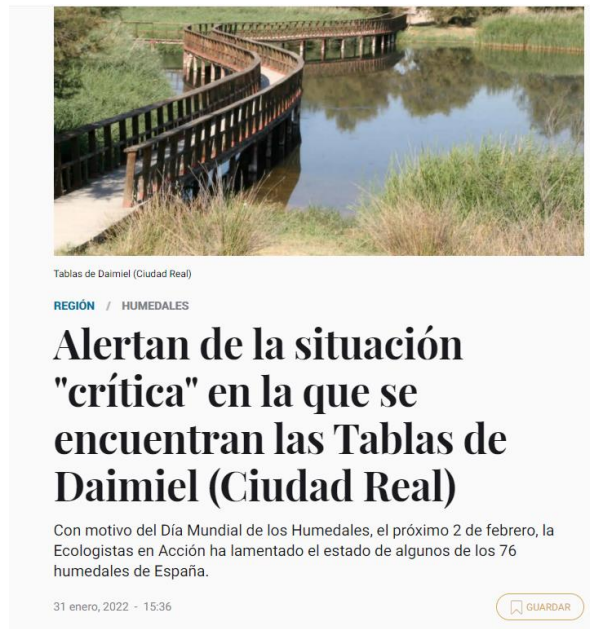 Tablas de Daimiel (Ciudad Real)
REGIÓN / HUMEDALES
Alertan de la situación
"crítica" en la que se
encuentran las Tablas de
Daimiel (Ciudad Real)
Con motivo del Día Mundial de los Humedales, el próximo 2 de febrero, la
Ecologistas en Acción ha lamentado el estado de algunos de los 76
humedales de España.
31 enero, 2022 - 15:36
GUARDAR